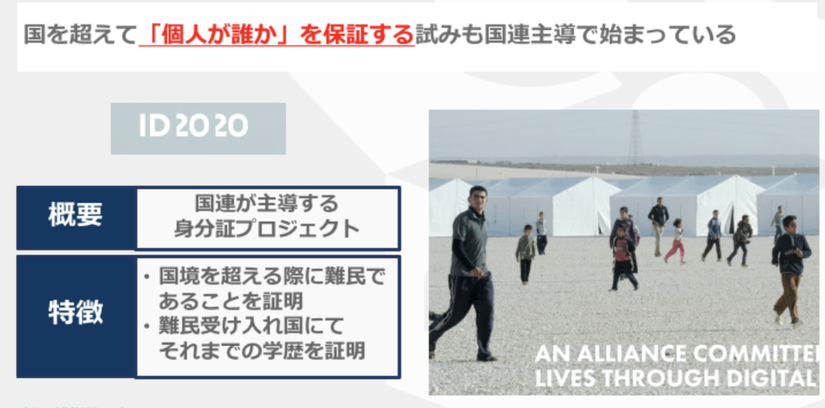 国を超えて「個人が誰か」を保証する試みも国連主導で始まっている
ID2020
概要
国連が主導する
身分証プロジェクト
特徴
・ 国境を超える際に難民で
あることを証明
・ 難民受け入れ国にて
それまでの学歴を証明
AN ALLIANCE
LIVES THROUGH DIGITAL